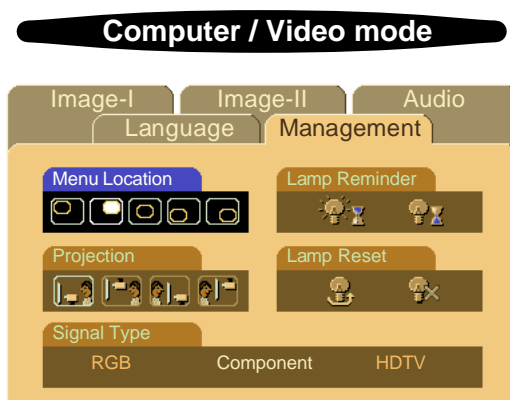 Computer / Video mode
Image-I Image-II Audio
Language Management
Menu Location Lamp Reminder
Projection Lamp Reset
Signal Type
RGB Component HDTV